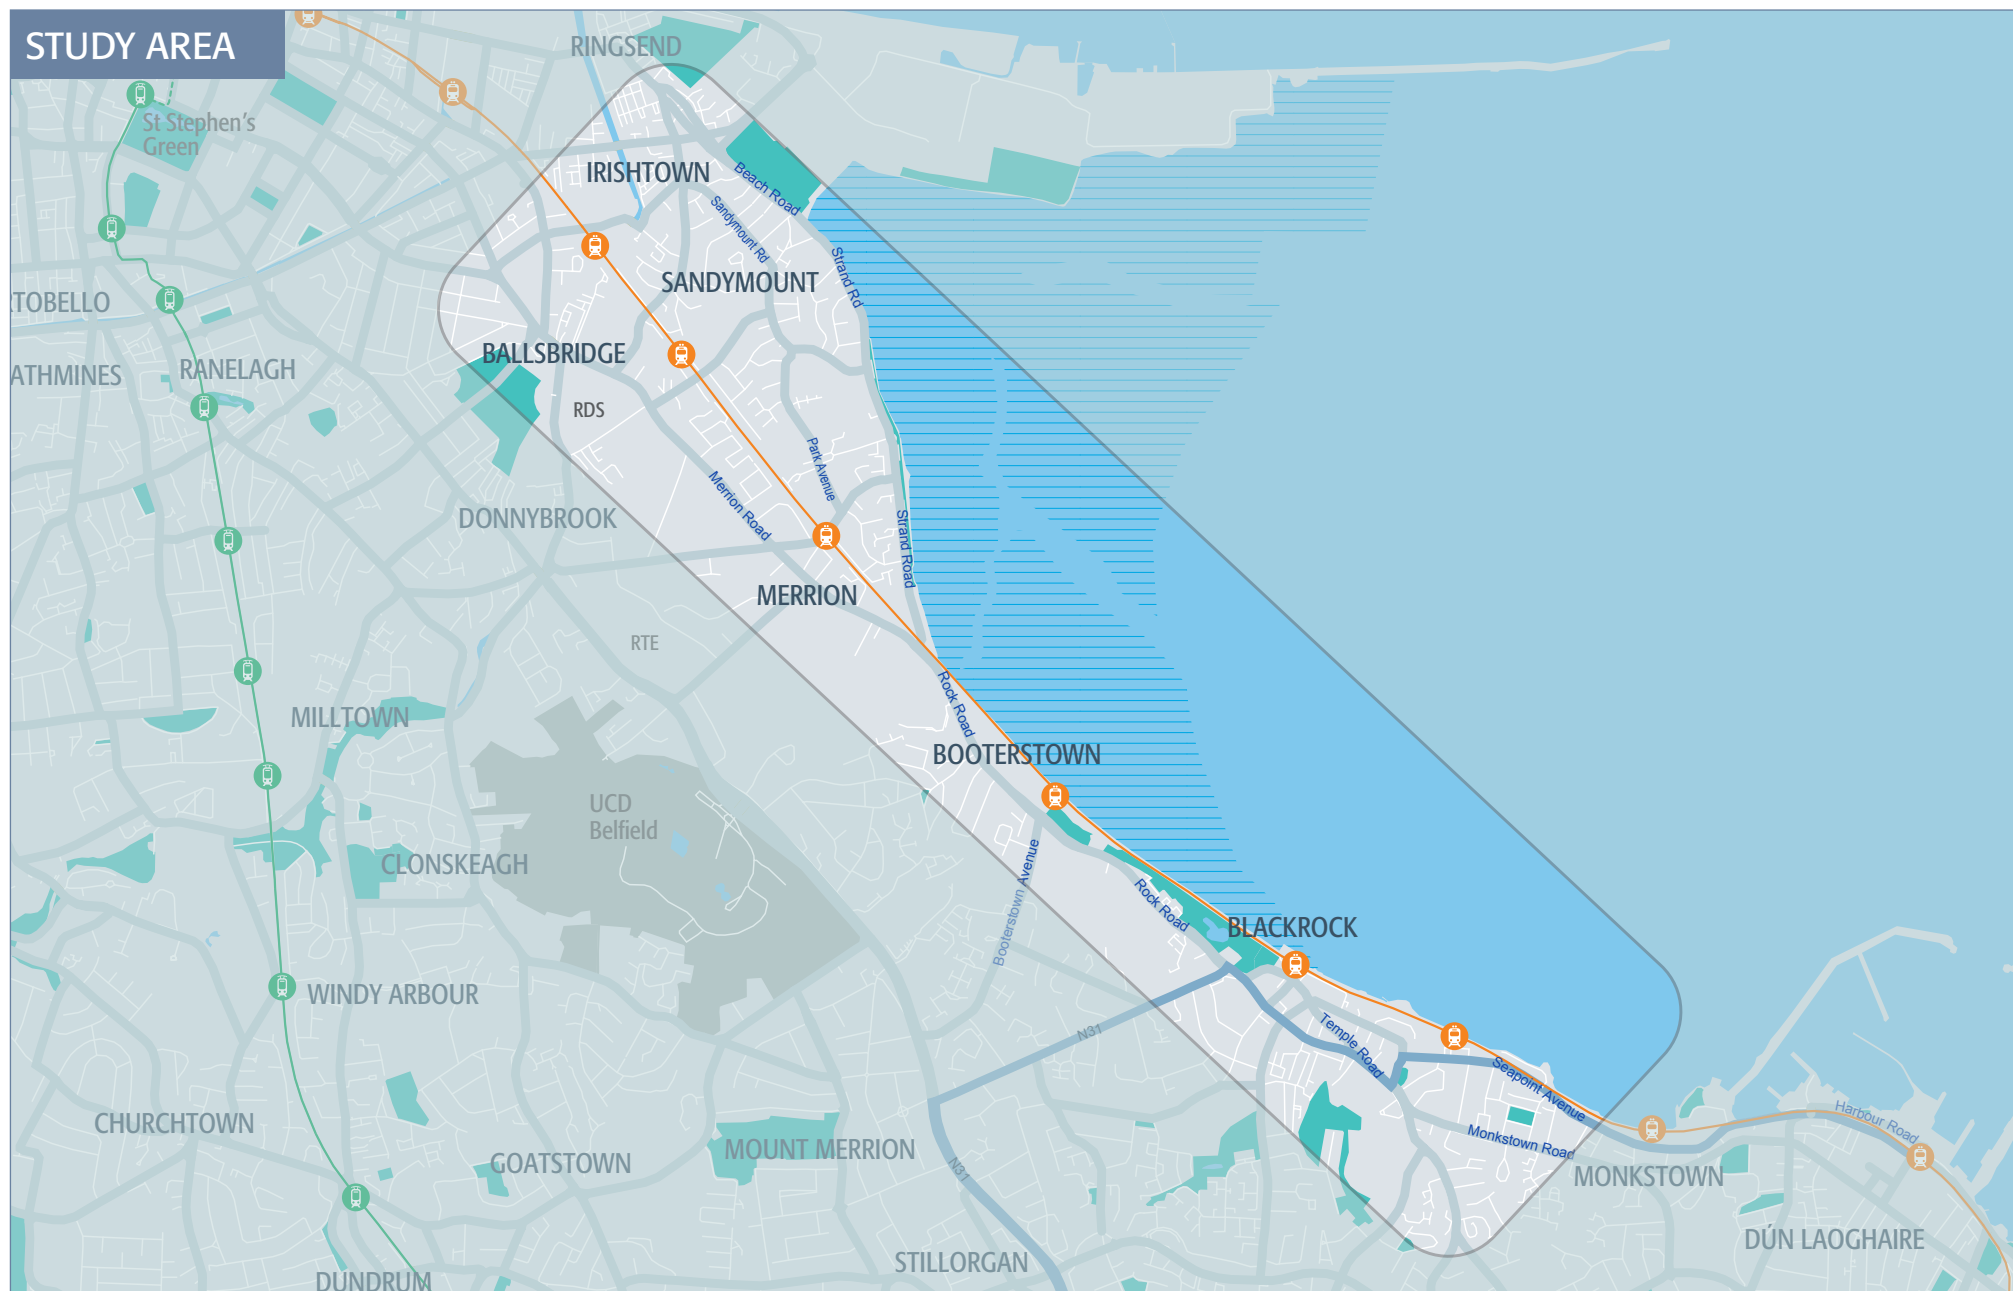 STUDY AREA
RINGSEND
St Stephen's
Green
IRISHTOWN
Beach Road
Sandymount Rd
Strand Rd
SANDYMOUNT
RTOBELLO
BALLSBRIDGE
ATHMINES
RANELAGH
RDS
Park Avenue
Merrion Road
DONNYBROOK
Strand Road
MERRION
RTE
Rock Road
MILLTOWN
BOOTERSTOWN
UCD
Belfield
CLONSKEAGH
Booterstown Avenue
Rock Road
BLACKROCK
WINDY ARBOUR
N31
Temple Road
Seapoint Avenue
Harbour Road
CHURCHTOWN
Monkstown Road
MOUNT MERRION
GOATSTOWN
N31
MONKSTOWN
DÚN LAOGHAIRE
STILLORGAN
DUNDRUM